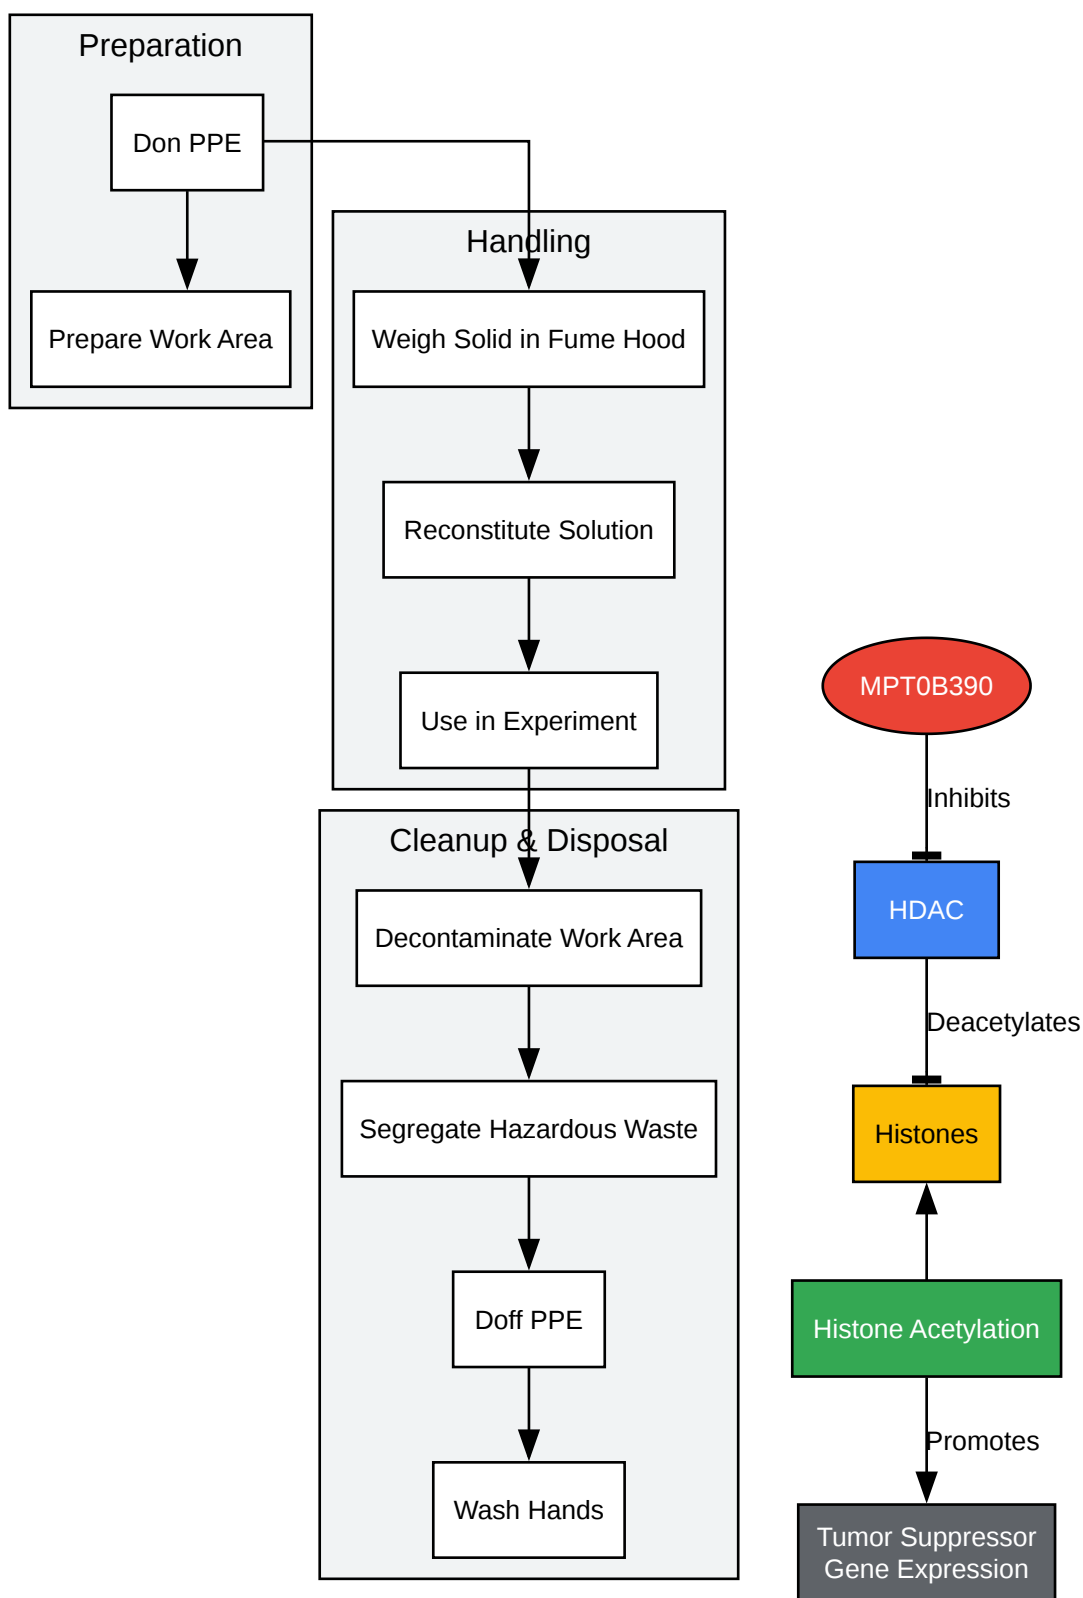 Preparation
Don PPE
Prepare Work Area
Handling
Weigh Solid in Fume Hood
Reconstitute Solution
Use in Experiment
Cleanup & Disposal
Decontaminate Work Area
Segregate Hazardous Waste
Doff PPE
Wash Hands
MPT0B390
Inhibits
HDAC
Deacetylates
Histones
Histone Acetylation
Promotes
Tumor Suppressor
Gene Expression